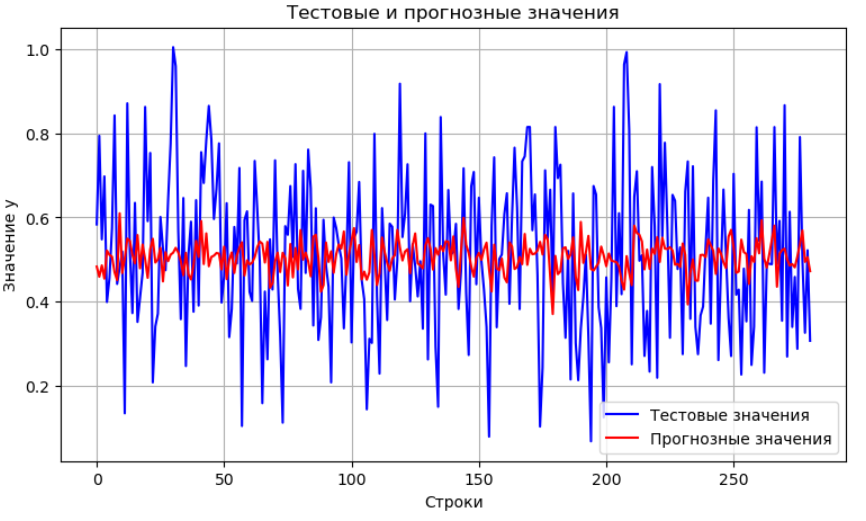 Тестовые и прогнозные значения
Значение y
1.0
0.8
0.6
0.4
0.2
0
50
100
150
200
250
Строки
Тестовые значения
Прогнозные значения